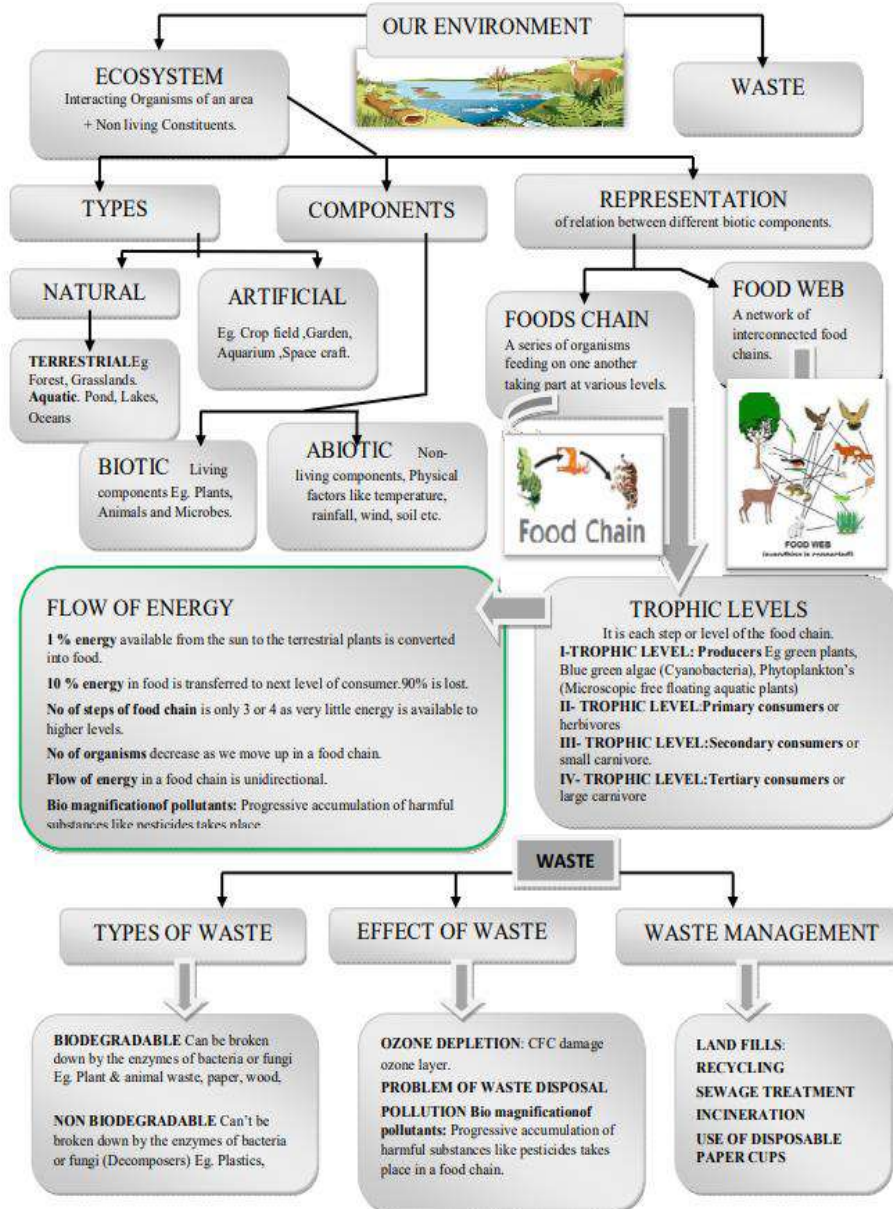 OUR ENVIRONMENT
ECOSYSTEM
Interacting Organisms of an area
+ Non living Constituents.
WASTE
TYPES
COMPONENTS
REPRESENTATION
of relation between different biotic components.
NATURAL
ARTIFICIAL
Eg. Crop field ,Garden,
Aquarium ,Space craft.
FOODS CHAIN
A series of organisms
feeding on one another
taking part at various levels.
FOOD WEB
A network of
interconnected food
chains.
TERRESTRIALEg
Forest, Grasslands.
Aquatic. Pond, Lakes,
Oceans
BIOTIC Living
components Eg. Plants,
Animals and Microbes.
ABIOTIC Non-
living components, Physical
factors like temperature,
rainfall, wind, soil etc.
Food Chain
FOOD WEB
(everything is connected)
FLOW OF ENERGY
1 % energy available from the sun to the terrestrial plants is converted
into food.
10 % energy in food is transferred to next level of consumer.90% is lost.
No of steps of food chain is only 3 or 4 as very little energy is available to
higher levels.
No of organisms decrease as we move up in a food chain.
Flow of energy in a food chain is unidirectional.
Bio magnificationof pollutants: Progressive accumulation of harmful
substances like pesticides takes place
TROPHIC LEVELS
It is each step or level of the food chain.
I-TROPHIC LEVEL: Producers Eg green plants,
Blue green algae (Cyanobacteria), Phytoplankton's
(Microscopic free floating aquatic plants)
II- TROPHIC LEVEL:Primary consumers or
herbivores
III- TROPHIC LEVEL:Secondary consumers or
small carnivore.
IV- TROPHIC LEVEL:Tertiary consumers or
large carnivore
WASTE
TYPES OF WASTE
EFFECT OF WASTE
WASTE MANAGEMENT
BIODEGRADABLE Can be broken
down by the enzymes of bacteria or fungi
Eg. Plant & animal waste, paper, wood,
NON BIODEGRADABLE Can't be
broken down by the enzymes of bacteria
or fungi (Decomposers) Eg. Plastics,
OZONE DEPLETION: CFC damage
ozone layer.
PROBLEM OF WASTE DISPOSAL
POLLUTION Bio magnificationof
pollutants: Progressive accumulation of
harmful substances like pesticides takes
place in a food chain.
LAND FILLS:
RECYCLING
SEWAGE TREATMENT
INCINERATION
USE OF DISPOSABLE
PAPER CUPS